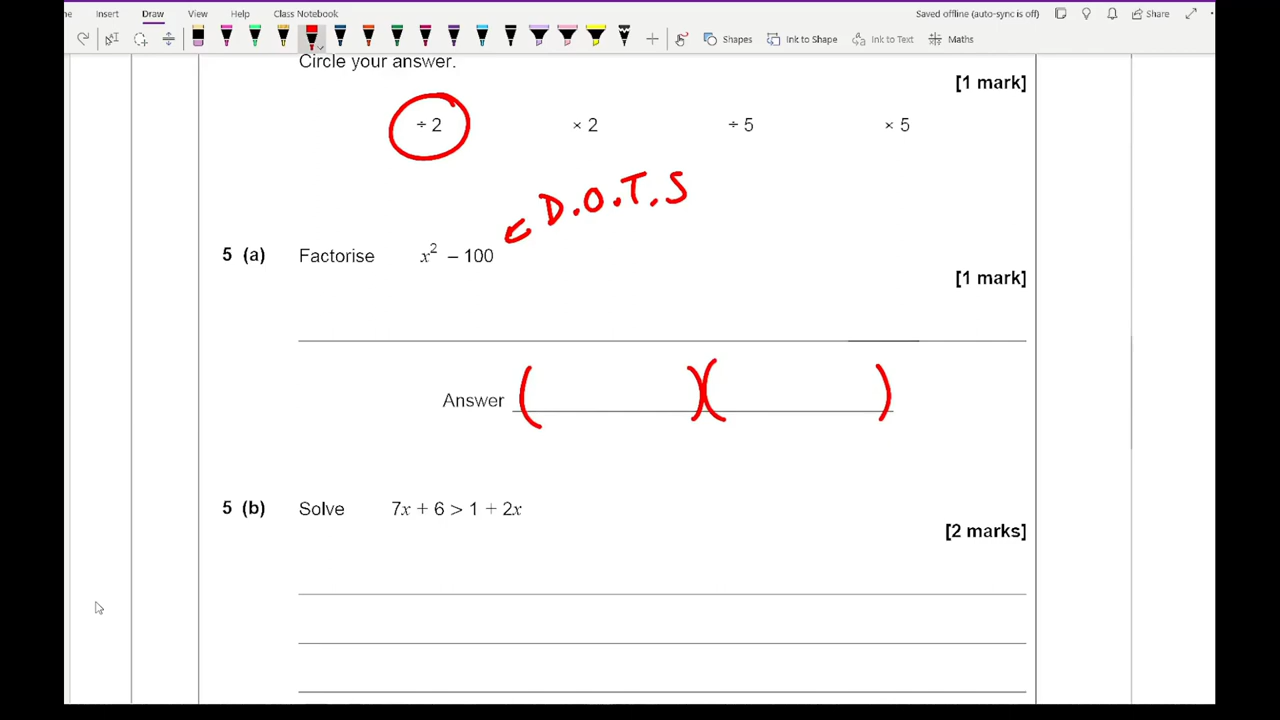 me Insert Draw View Help Class Notebook Saved offline (auto-sync is off) Share
Shapes Ink to Shape Ink to Text Maths
Circle your answer.
[1 mark]
÷ 2 × 2 ÷ 5 × 5
D.O.T.S
5 (a) Factorise x² – 100
[1 mark]
Answer ( )( )
5 (b) Solve 7x + 6 > 1 + 2x
[2 marks]